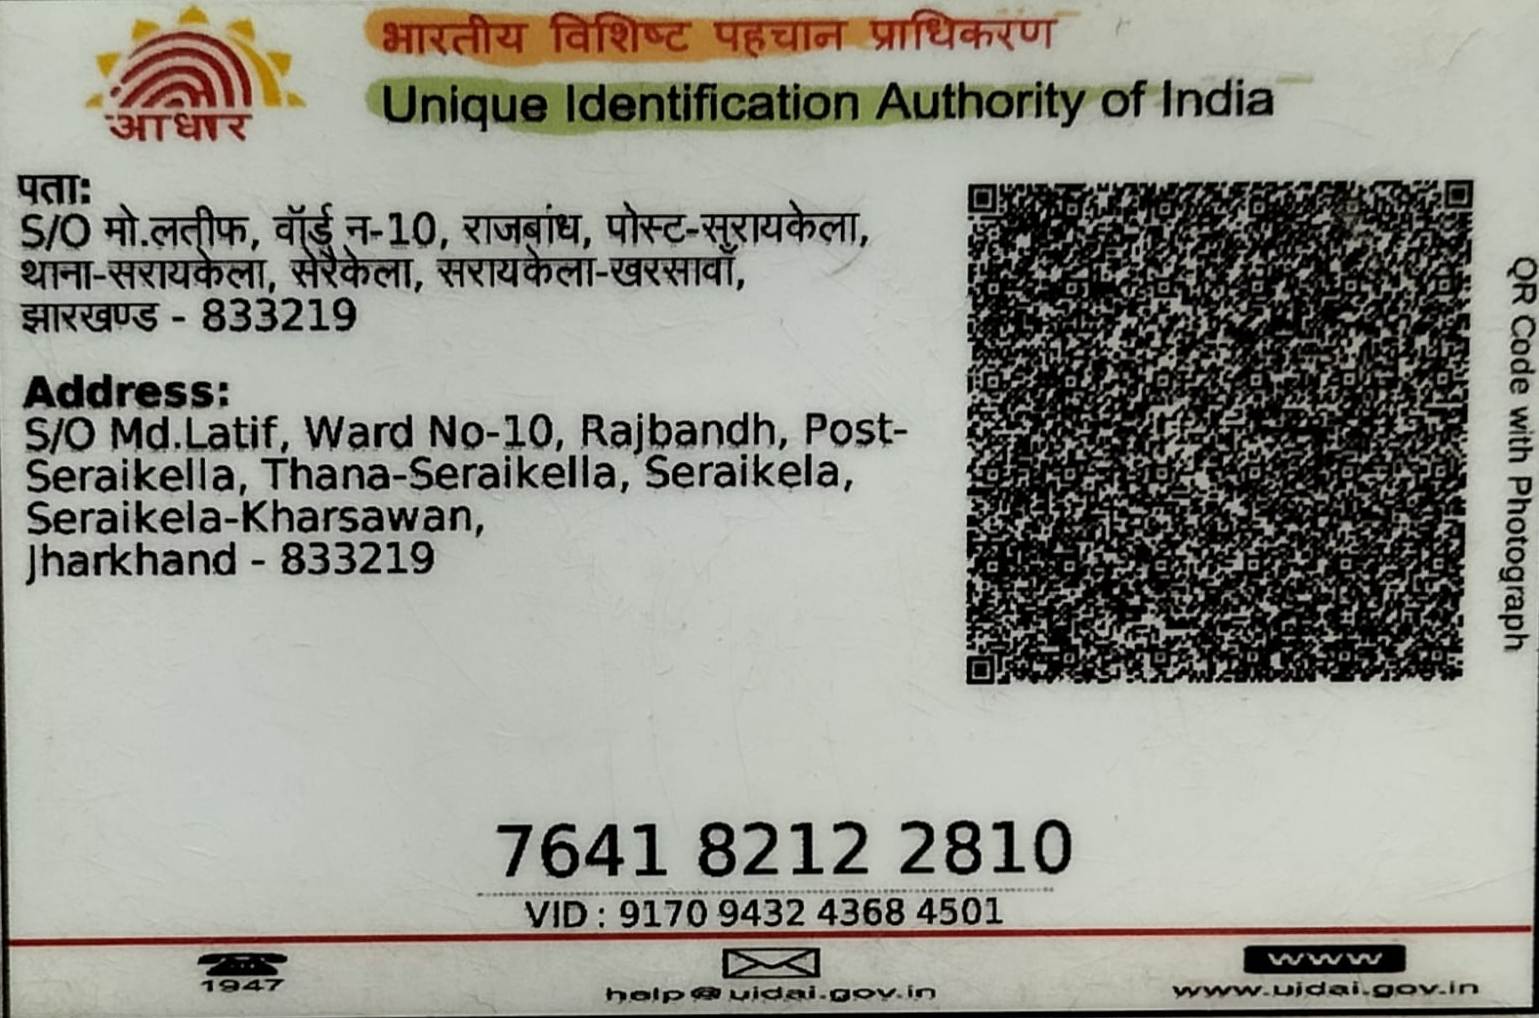 भारतीय विशिष्ट पहचान प्राधिकरण
Unique Identification Authority of India
आधार
पता:
S/O मो.लतीफ, वॉर्ड न-10, राजबांध, पोस्ट-सुरायकेला,
थाना-सरायकेला, सेरैकेला, सरायकेला-खरसावाँ,
झारखण्ड - 833219
Address:
S/O Md.Latif, Ward No-10, Rajbandh, Post-
Seraikella, Thana-Seraikella, Seraikela,
Seraikela-Kharsawan,
Jharkhand - 833219
QR Code with Photograph
7641 8212 2810
VID : 9170 9432 4368 4501
1947
help@uidai.gov.in
www
www.uidai.gov.in